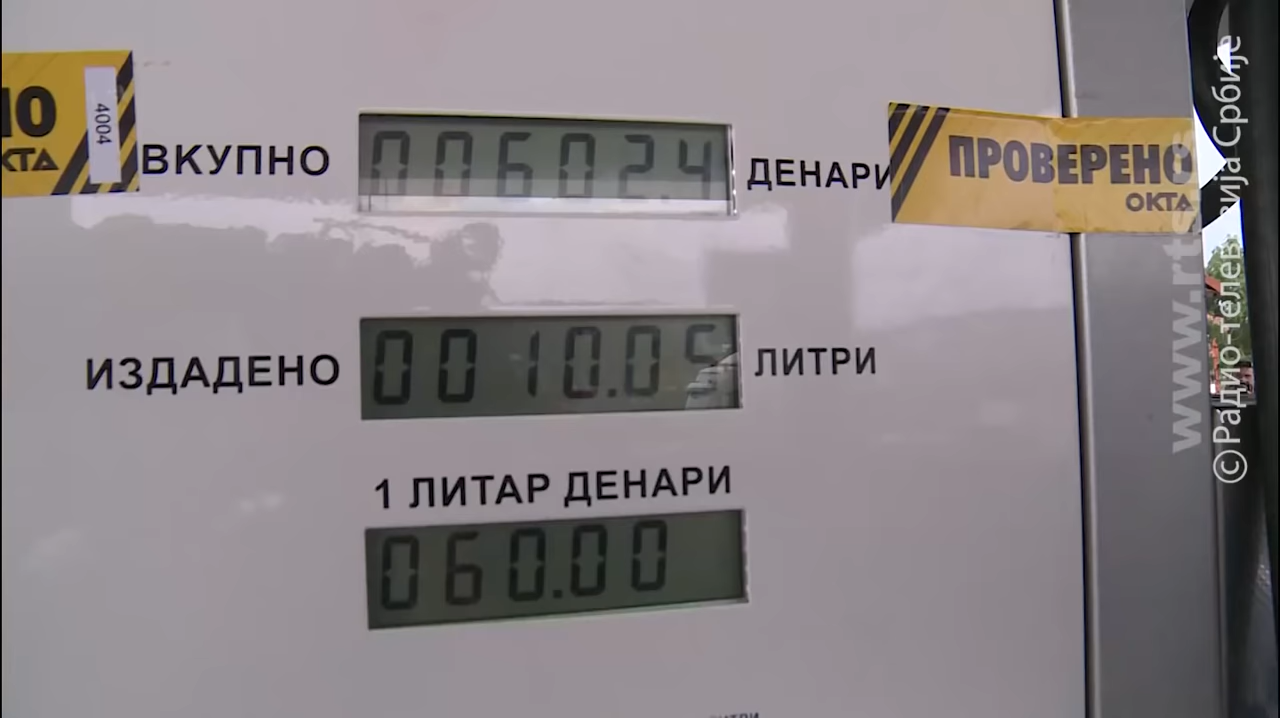 4004
ОКТА
ВКУПНО 00602.4 ДЕНАРИ
ПРОВЕРЕНО
ОКТА
ИЗДАДЕНО 0010.05 ЛИТРИ
1 ЛИТАР ДЕНАРИ
060.00
www.rts
© Радио-телевизија Србије